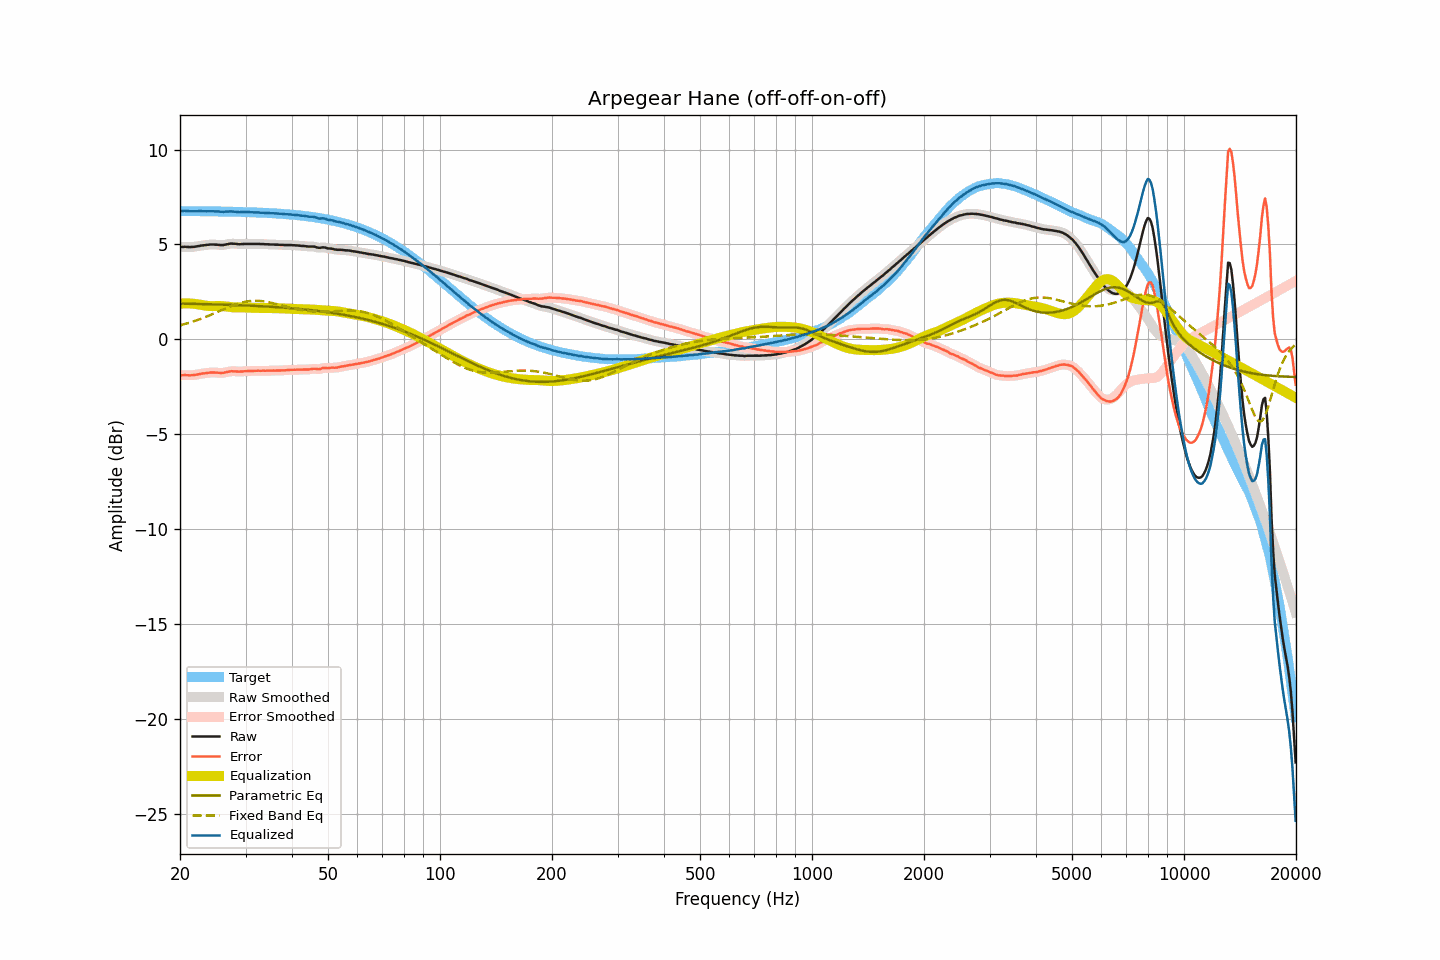 Arpegear Hane (off-off-on-off)
Amplitude (dBr)
10
5
0
−5
−10
−15
−20
−25
Target
Raw Smoothed
Error Smoothed
Raw
Error
Equalization
Parametric Eq
Fixed Band Eq
Equalized
20 50 100 200 500 1000 2000 5000 10000 20000
Frequency (Hz)